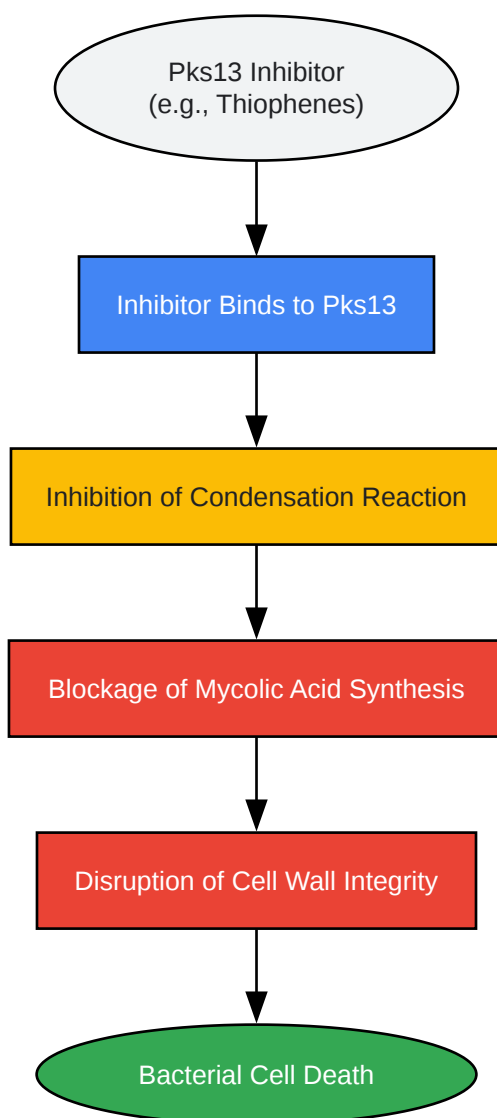 Pks13 Inhibitor
(e.g., Thiophenes)
Inhibitor Binds to Pks13
Inhibition of Condensation Reaction
Blockage of Mycolic Acid Synthesis
Disruption of Cell Wall Integrity
Bacterial Cell Death